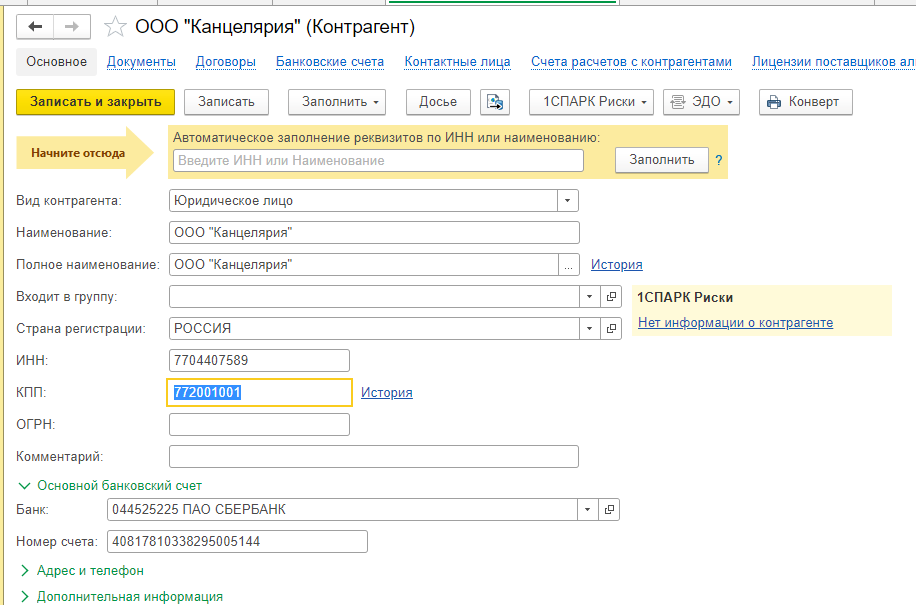 ООО "Канцелярия" (Контрагент)
Основное Документы Договоры Банковские счета Контактные лица Счета расчетов с контрагентами Лицензии поставщиков
Записать и закрыть Записать Заполнить Досье 1СПАРК Риски ЭДО Конверт
Автоматическое заполнение реквизитов по ИНН или наименованию:
Начните отсюда
Введите ИНН или Наименование Заполнить ?
Вид контрагента: Юридическое лицо
Наименование: ООО "Канцелярия"
Полное наименование: ООО "Канцелярия" ... История
Входит в группу:
1СПАРК Риски
Страна регистрации: РОССИЯ
Нет информации о контрагенте
ИНН: 7704407589
КПП: 772001001 История
ОГРН:
Комментарий:
Основной банковский счет
Банк: 044525225 ПАО СБЕРБАНК
Номер счета: 40817810338295005144
Адрес и телефон
Дополнительная информация